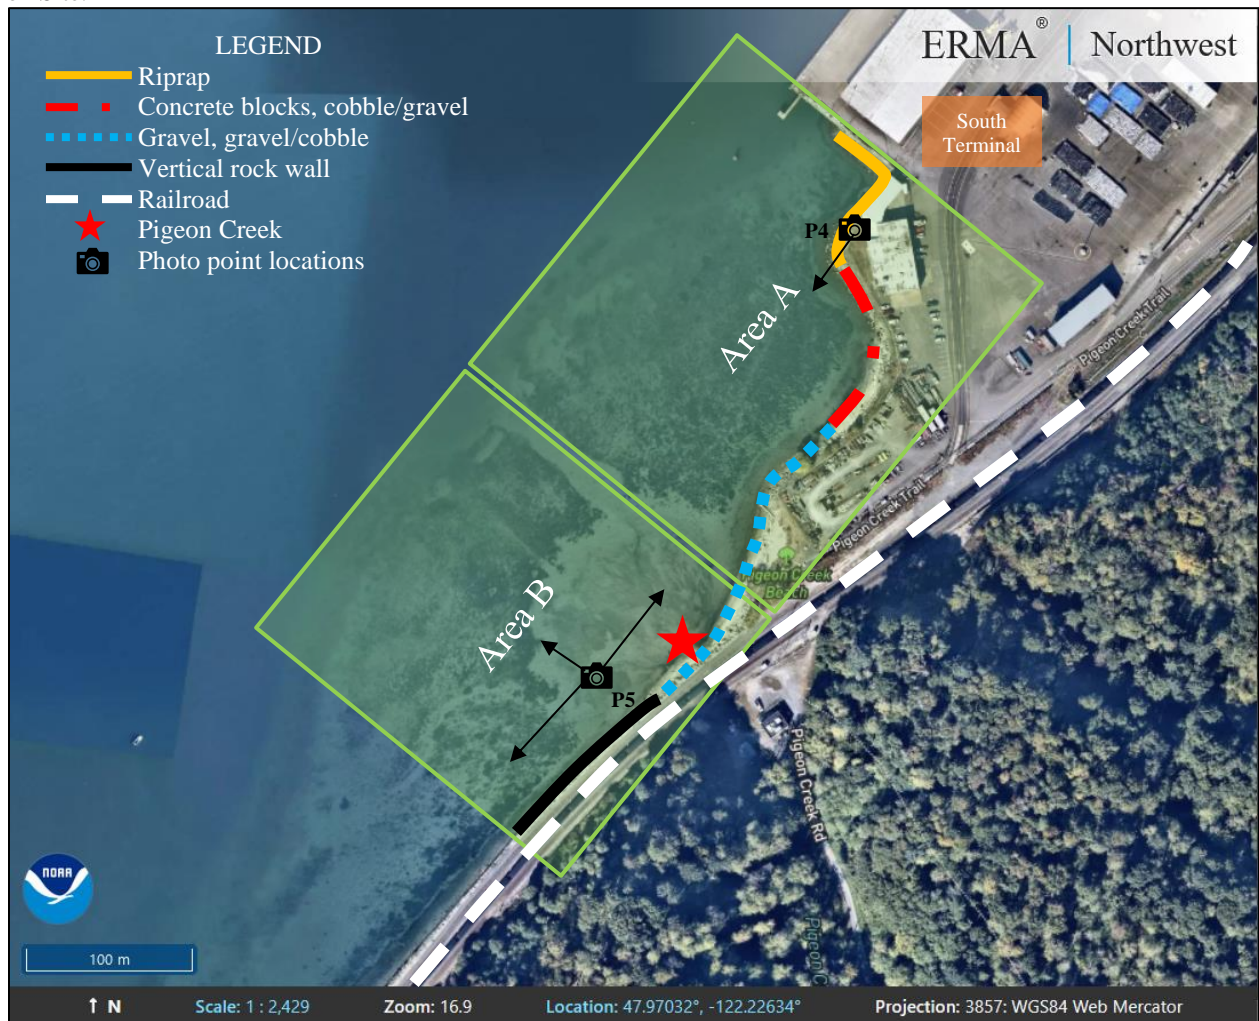 ERMA® | Northwest
LEGEND
Riprap
Concrete blocks, cobble/gravel
Gravel, gravel/cobble
Vertical rock wall
Railroad
Pigeon Creek
Photo point locations
South
Terminal
P4
Area A
Pigeon Creek Trail
Pigeon Creek Trail
Pigeon Creek
Beach
Area B
P5
Pigeon Creek Rd
NOAA
100 m
↑ N Scale: 1 : 2,429 Zoom: 16.9 Location: 47.97032°, -122.22634° Projection: 3857: WGS84 Web Mercator